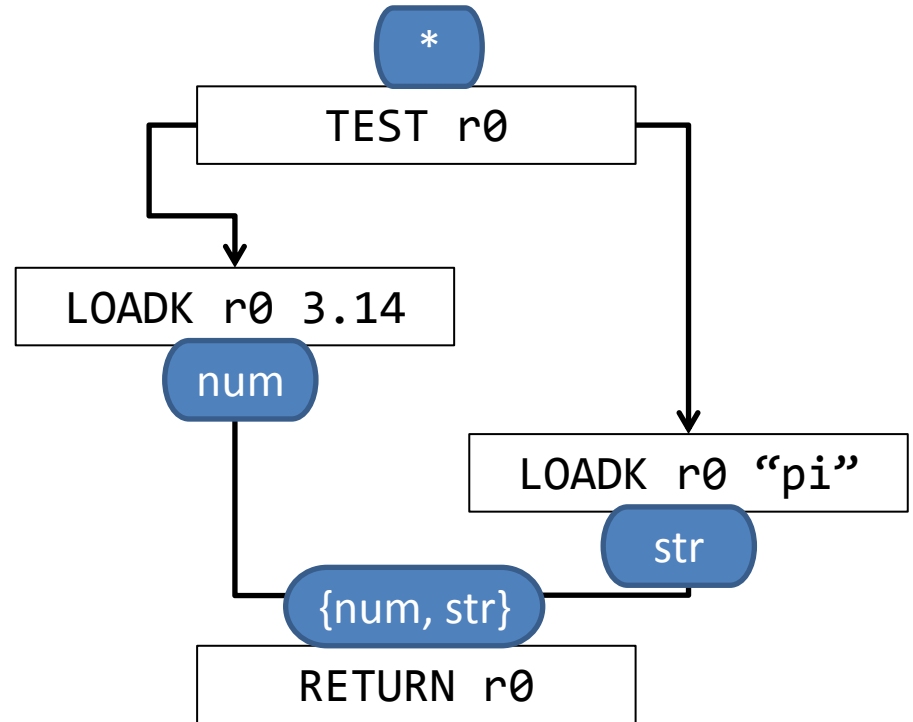 *
TEST r0
LOADK r0 3.14
num
LOADK r0 “pi”
str
{num, str}
RETURN r0